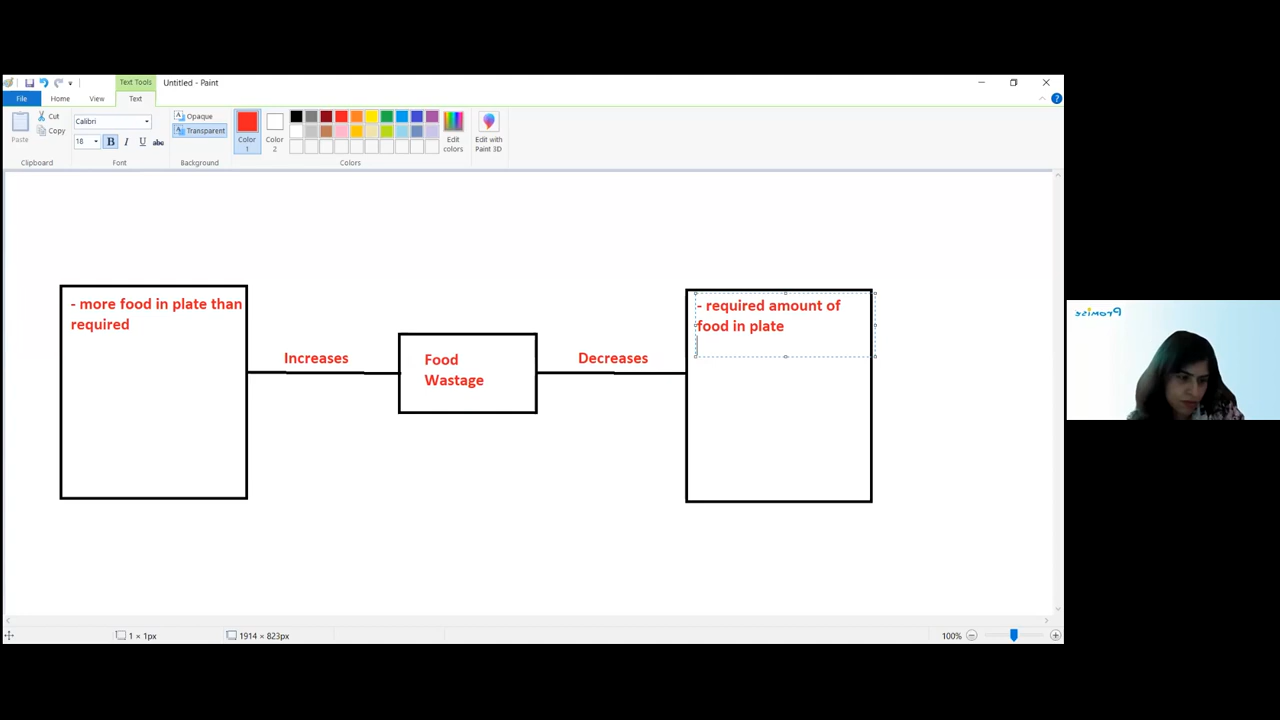 Text Tools
Untitled - Paint
File
Home
View
Text
Cut
Copy
Paste
Calibri
18
B
I
U
abc
Opaque
Transparent
Color
1
Color
2
Edit
colors
Edit with
Paint 3D
Clipboard
Font
Background
Colors
- more food in plate than
required
Increases
Food
Wastage
Decreases
- required amount of
food in plate
Promise
1 × 1px
1914 × 823px
100%